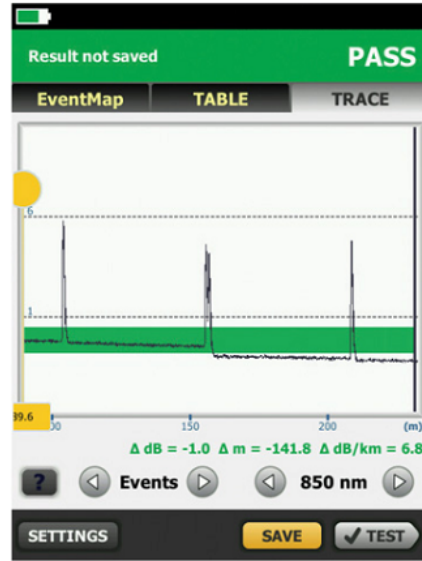 Result not saved PASS
EventMap TABLE TRACE
6
1
89.6
150 200 (m)
Δ dB = -1.0 Δ m = -141.8 Δ dB/km = 6.8
? Events 850 nm
SETTINGS SAVE TEST